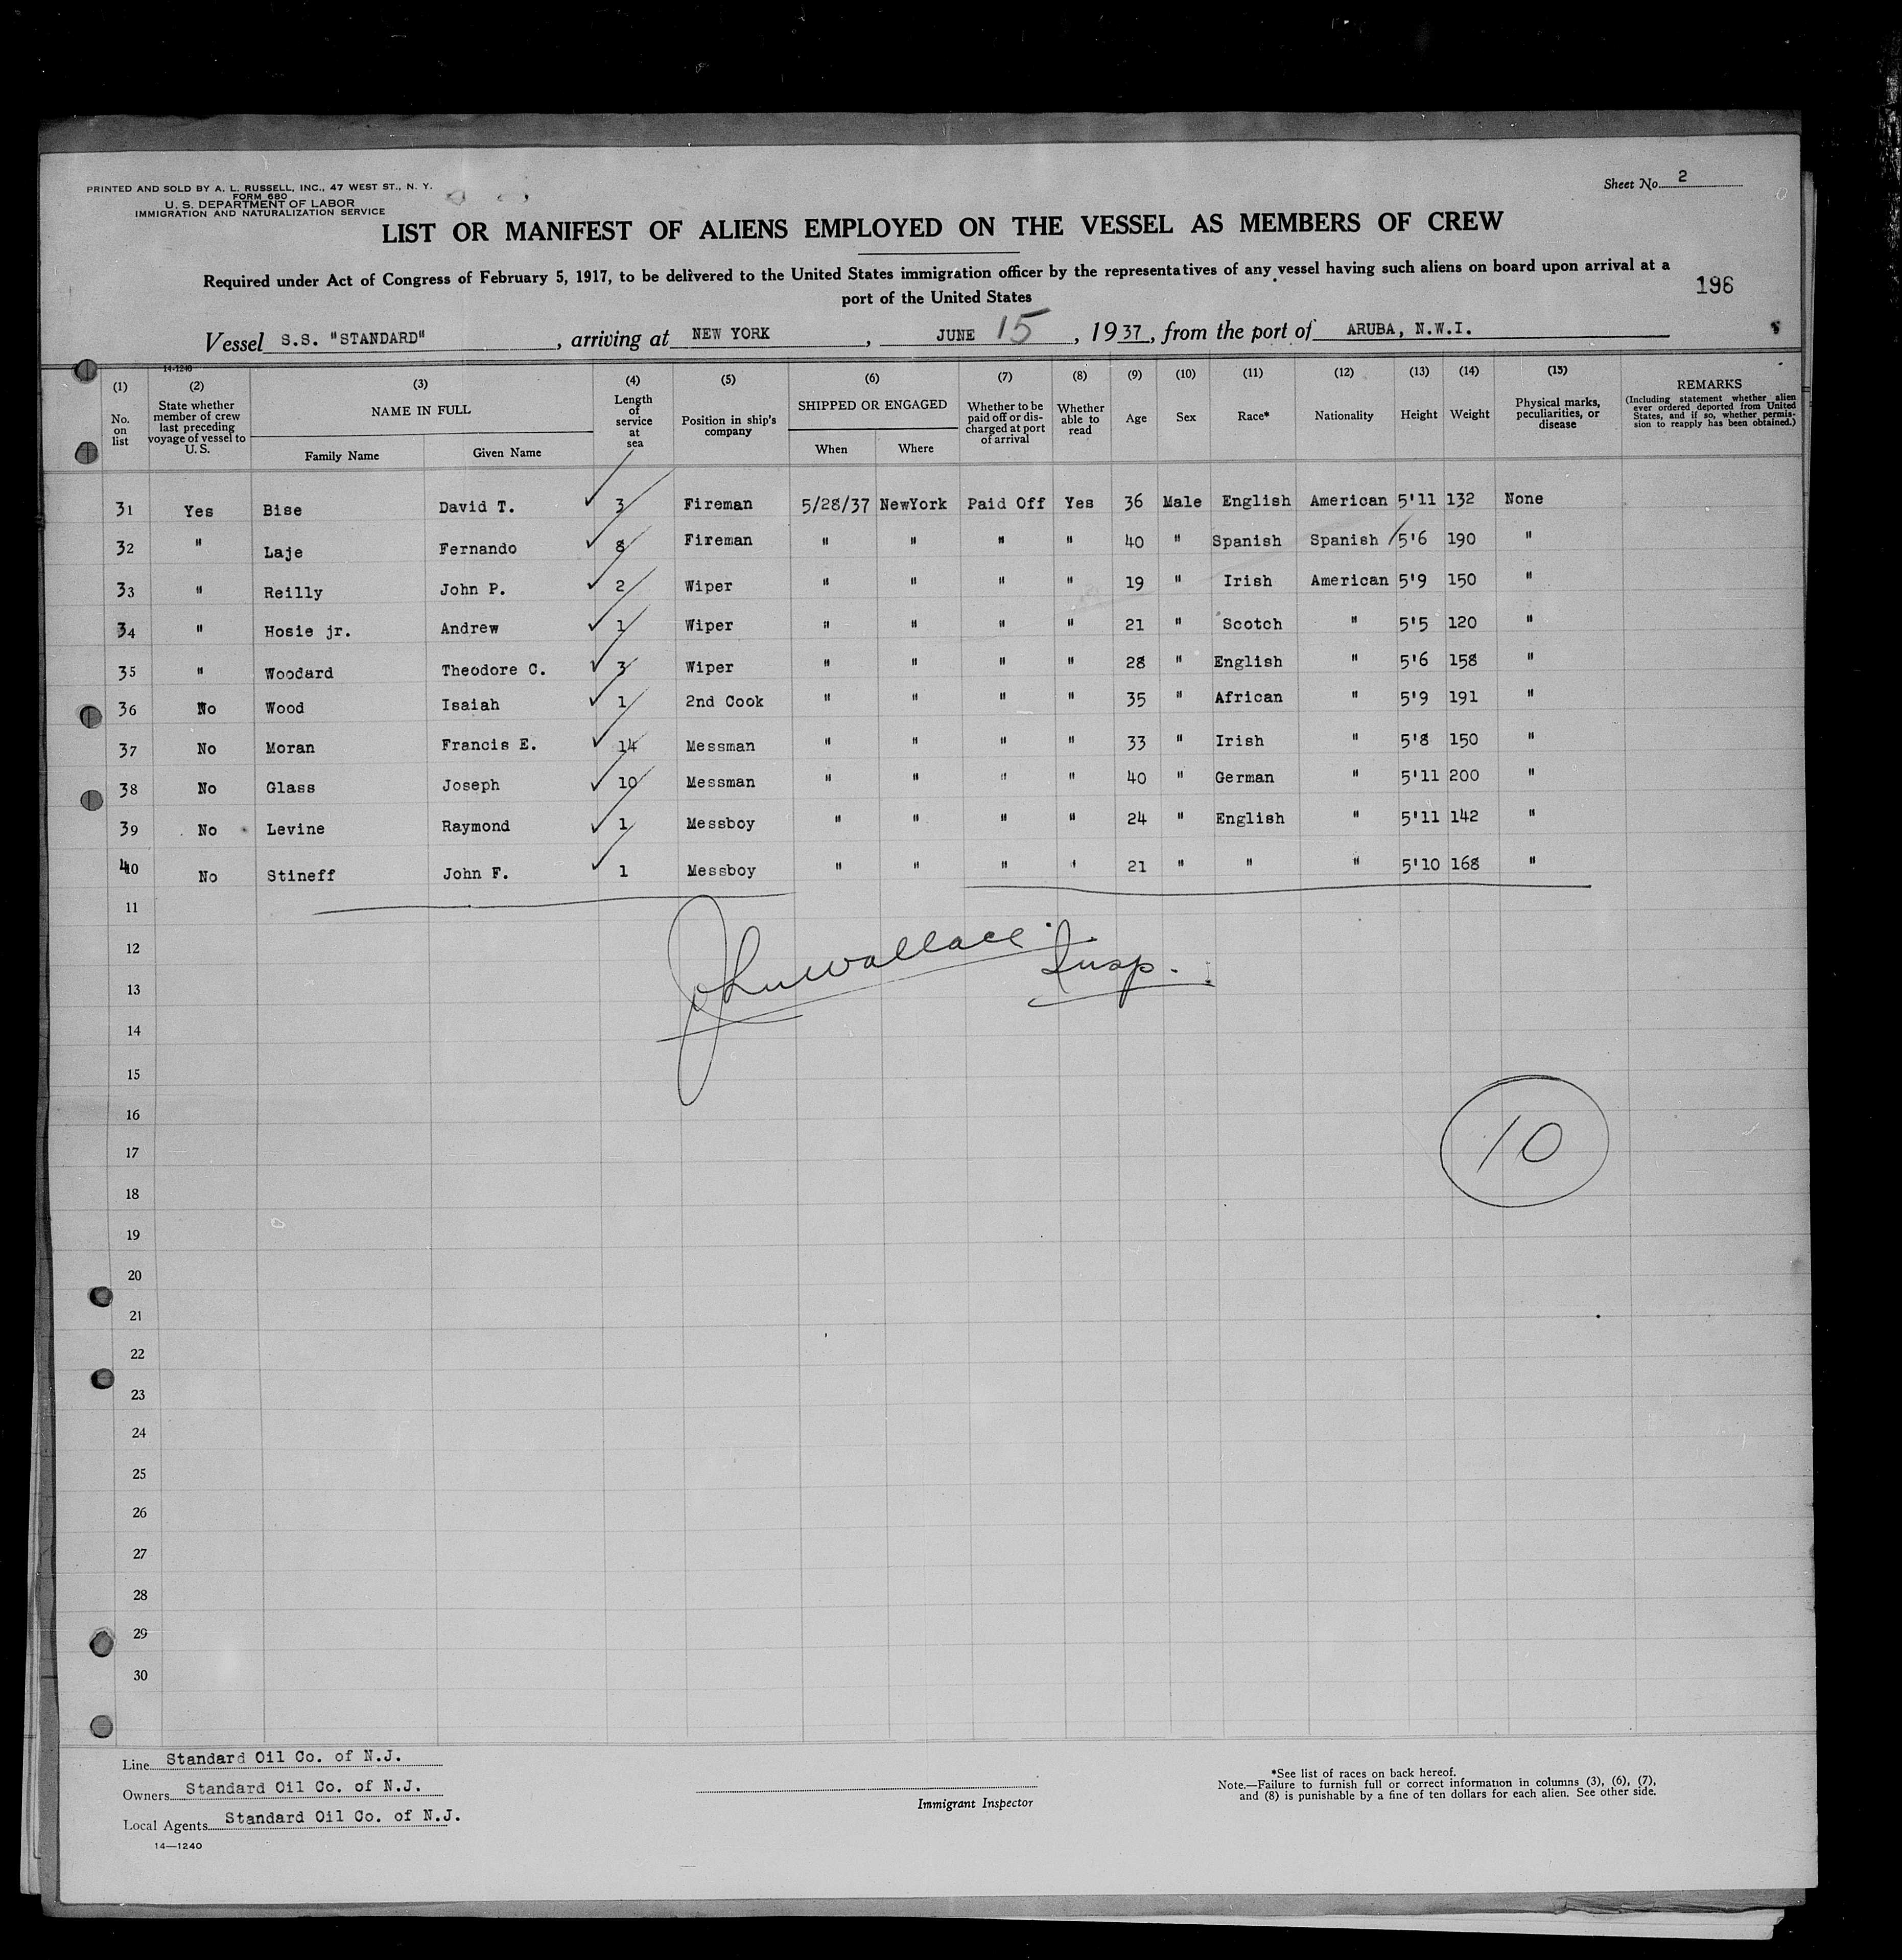 PRINTED AND SOLD BY A. L. RUSSELL, INC., 47 WEST ST., N. Y.
FORM 680
U. S. DEPARTMENT OF LABOR
IMMIGRATION AND NATURALIZATION SERVICE
Sheet No. 2
LIST OR MANIFEST OF ALIENS EMPLOYED ON THE VESSEL AS MEMBERS OF CREW
Required under Act of Congress of February 5, 1917, to be delivered to the United States immigration officer by the representatives of any vessel having such aliens on board upon arrival at a
port of the United States
196
Vessel S.S. "STANDARD", arriving at NEW YORK, JUNE 15, 1937, from the port of ARUBA, N.W.I.
14-1240
(1) (2) (3) (4) (5) (6) (7) (8) (9) (10) (11) (12) (13) (14) (15)
No. on list
State whether member of crew last preceding voyage of vessel to U. S.
NAME IN FULL
Family Name Given Name
Length of service at sea
Position in ship's company
SHIPPED OR ENGAGED
When Where
Whether to be paid off or discharged at port of arrival
Whether able to read
Age Sex Race* Nationality Height Weight
Physical marks, peculiarities, or disease
REMARKS
(Including statement whether alien ever ordered deported from United States, and if so, whether permission to reapply has been obtained.)
31 Yes Bise David T. ✓ 3 Fireman 5/28/37 NewYork Paid Off Yes 36 Male English American 5'11 132 None
32 " Laje Fernando ✓ 8 Fireman " " " " 40 " Spanish Spanish 5'6 190 "
33 " Reilly John P. ✓ 2 Wiper " " " " 19 " Irish American 5'9 150 "
34 " Hosie jr. Andrew ✓ 1 Wiper " " " " 21 " Scotch " 5'5 120 "
35 " Woodard Theodore C. ✓ 3 Wiper " " " " 28 " English " 5'6 158 "
36 No Wood Isaiah ✓ 1 2nd Cook " " " " 35 " African " 5'9 191 "
37 No Moran Francis E. ✓ 14 Messman " " " " 33 " Irish " 5'8 150 "
38 No Glass Joseph ✓ 10 Messman " " " " 40 " German " 5'11 200 "
39 No Levine Raymond ✓ 1 Messboy " " " " 24 " English " 5'11 142 "
40 No Stineff John F. ✓ 1 Messboy " " " " 21 " " " 5'10 168 "
11
12
John Wallace Insp.
13
14
15
16
10
17
18
19
20
21
22
23
24
25
26
27
28
29
30
Line Standard Oil Co. of N.J.
Owners Standard Oil Co. of N.J.
Local Agents Standard Oil Co. of N.J.
14—1240
Immigrant Inspector
*See list of races on back hereof.
Note.—Failure to furnish full or correct information in columns (3), (6), (7),
and (8) is punishable by a fine of ten dollars for each alien. See other side.